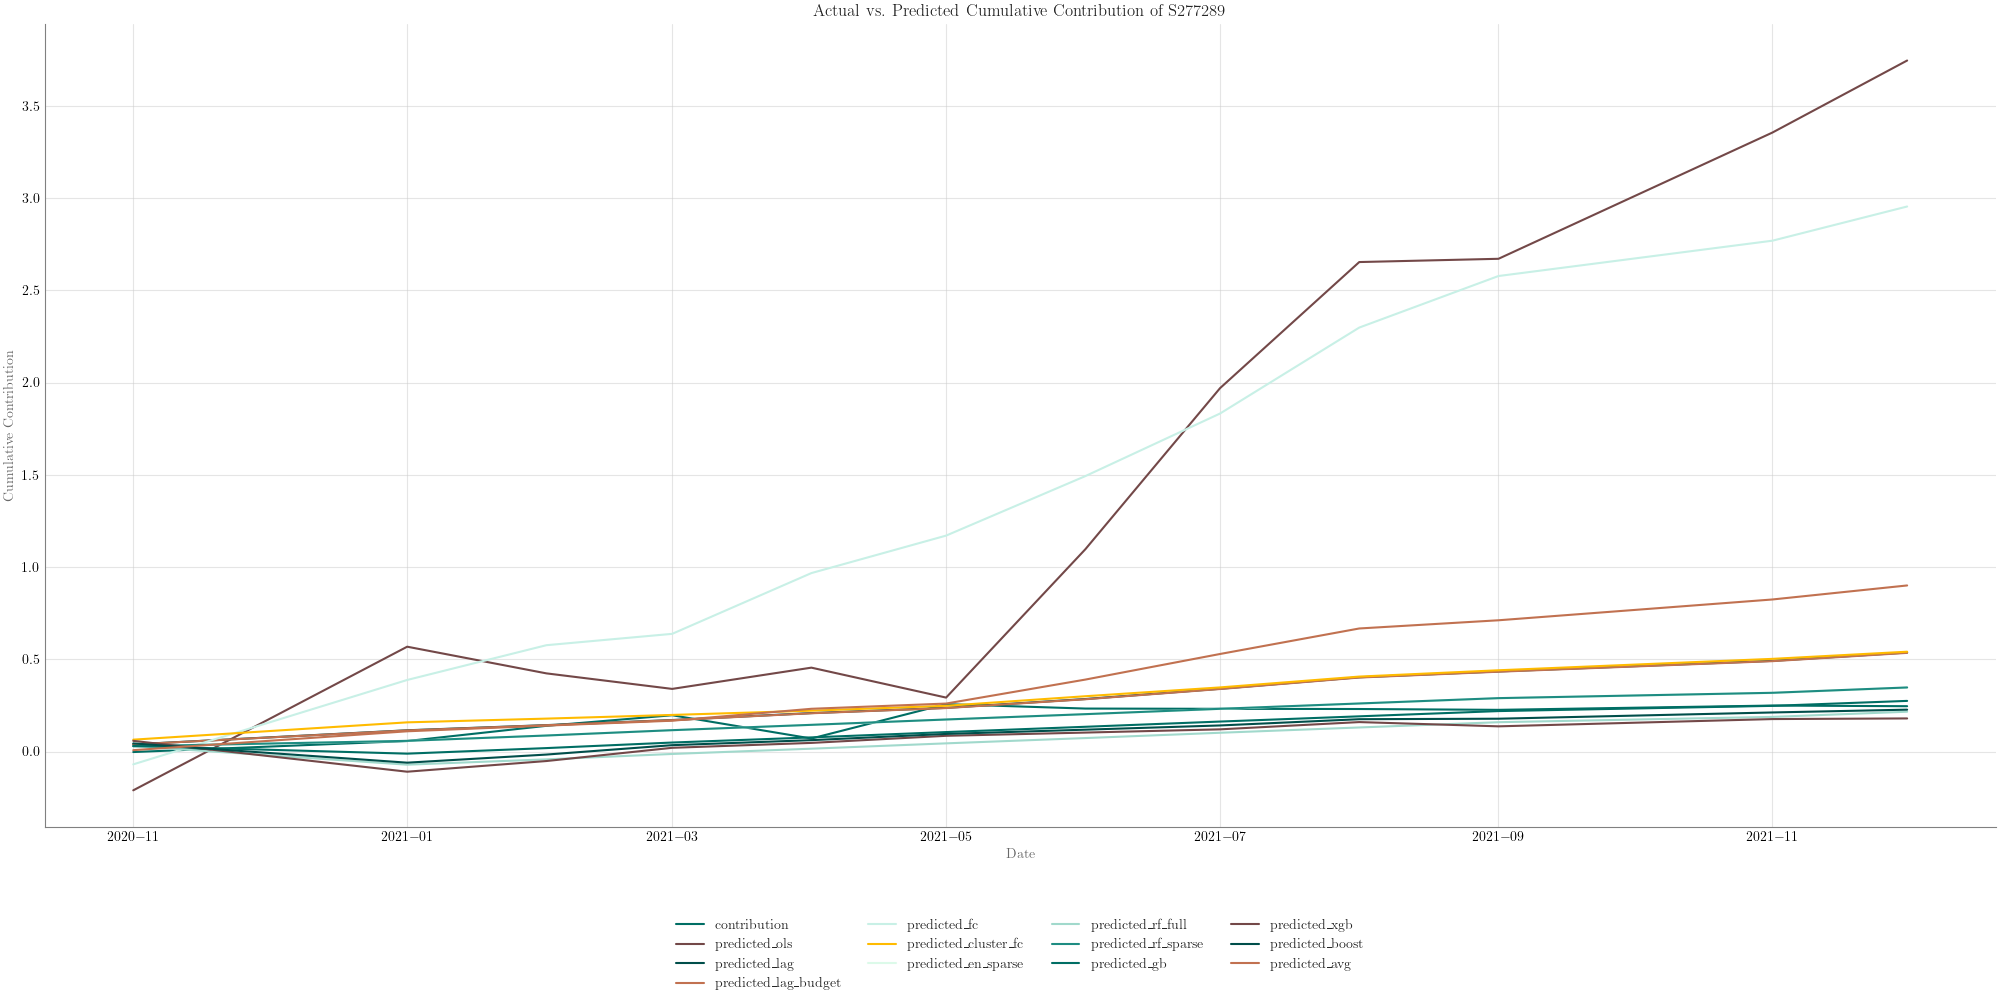 Actual vs. Predicted Cumulative Contribution of S277289
Cumulative Contribution
3.5
3.0
2.5
2.0
1.5
1.0
0.5
0.0
2020−11 2021−01 2021−03 2021−05 2021−07 2021−09 2021−11
Date
contribution predicted_fc predicted_rf_full predicted_xgb
predicted_ols predicted_cluster_fc predicted_rf_sparse predicted_boost
predicted_lag predicted_en_sparse predicted_gb predicted_avg
predicted_lag_budget